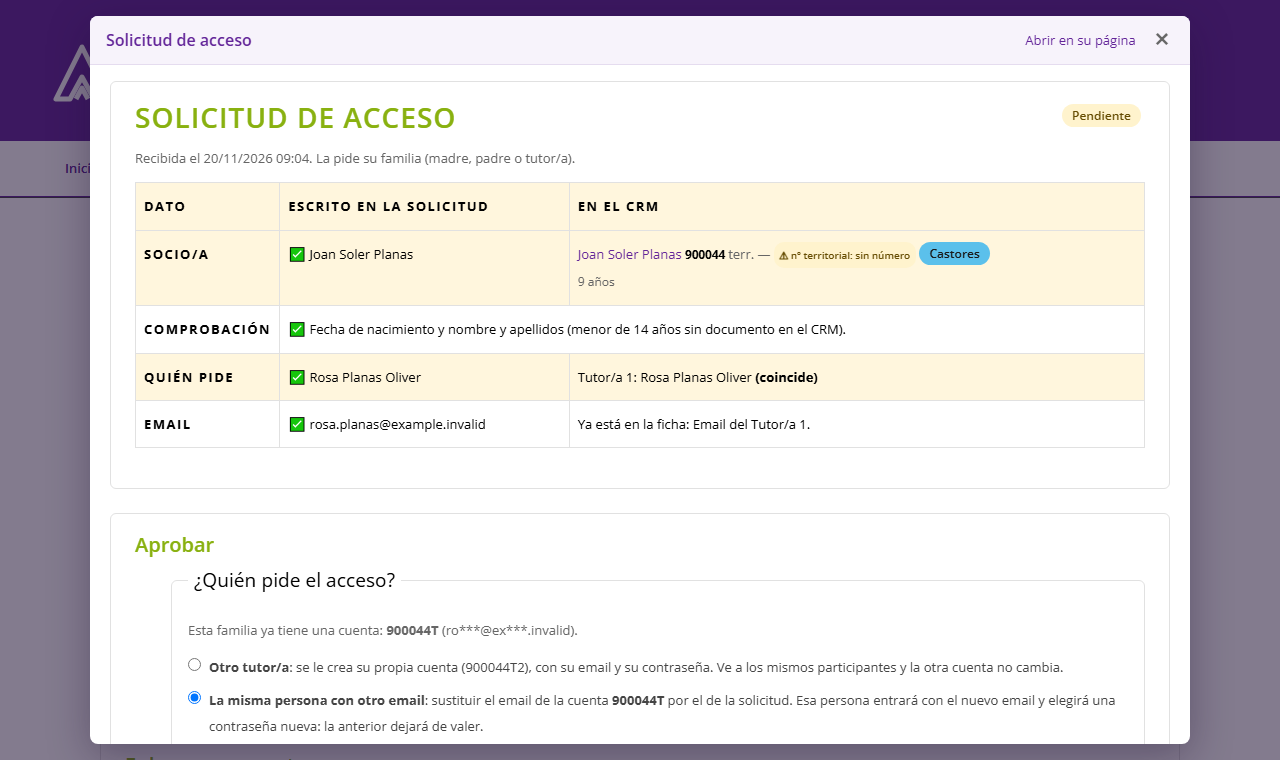 Solicitud de acceso
Abrir en su página ✕
SOLICITUD DE ACCESO
Pendiente
Recibida el 20/11/2026 09:04. La pide su familia (madre, padre o tutor/a).
DATO ESCRITO EN LA SOLICITUD EN EL CRM
SOCIO/A ✅ Joan Soler Planas Joan Soler Planas 900044 terr. — ⚠ nº territorial: sin número Castores
9 años
COMPROBACIÓN ✅ Fecha de nacimiento y nombre y apellidos (menor de 14 años sin documento en el CRM).
QUIÉN PIDE ✅ Rosa Planas Oliver Tutor/a 1: Rosa Planas Oliver (coincide)
EMAIL ✅ rosa.planas@example.invalid Ya está en la ficha: Email del Tutor/a 1.
Aprobar
¿Quién pide el acceso?
Esta familia ya tiene una cuenta: 900044T (ro***@ex***.invalid).
Otro tutor/a: se le crea su propia cuenta (900044T2), con su email y su contraseña. Ve a los mismos participantes y la otra cuenta no cambia.
La misma persona con otro email: sustituir el email de la cuenta 900044T por el de la solicitud. Esa persona entrará con el nuevo email y elegirá una
contraseña nueva: la anterior dejará de valer.